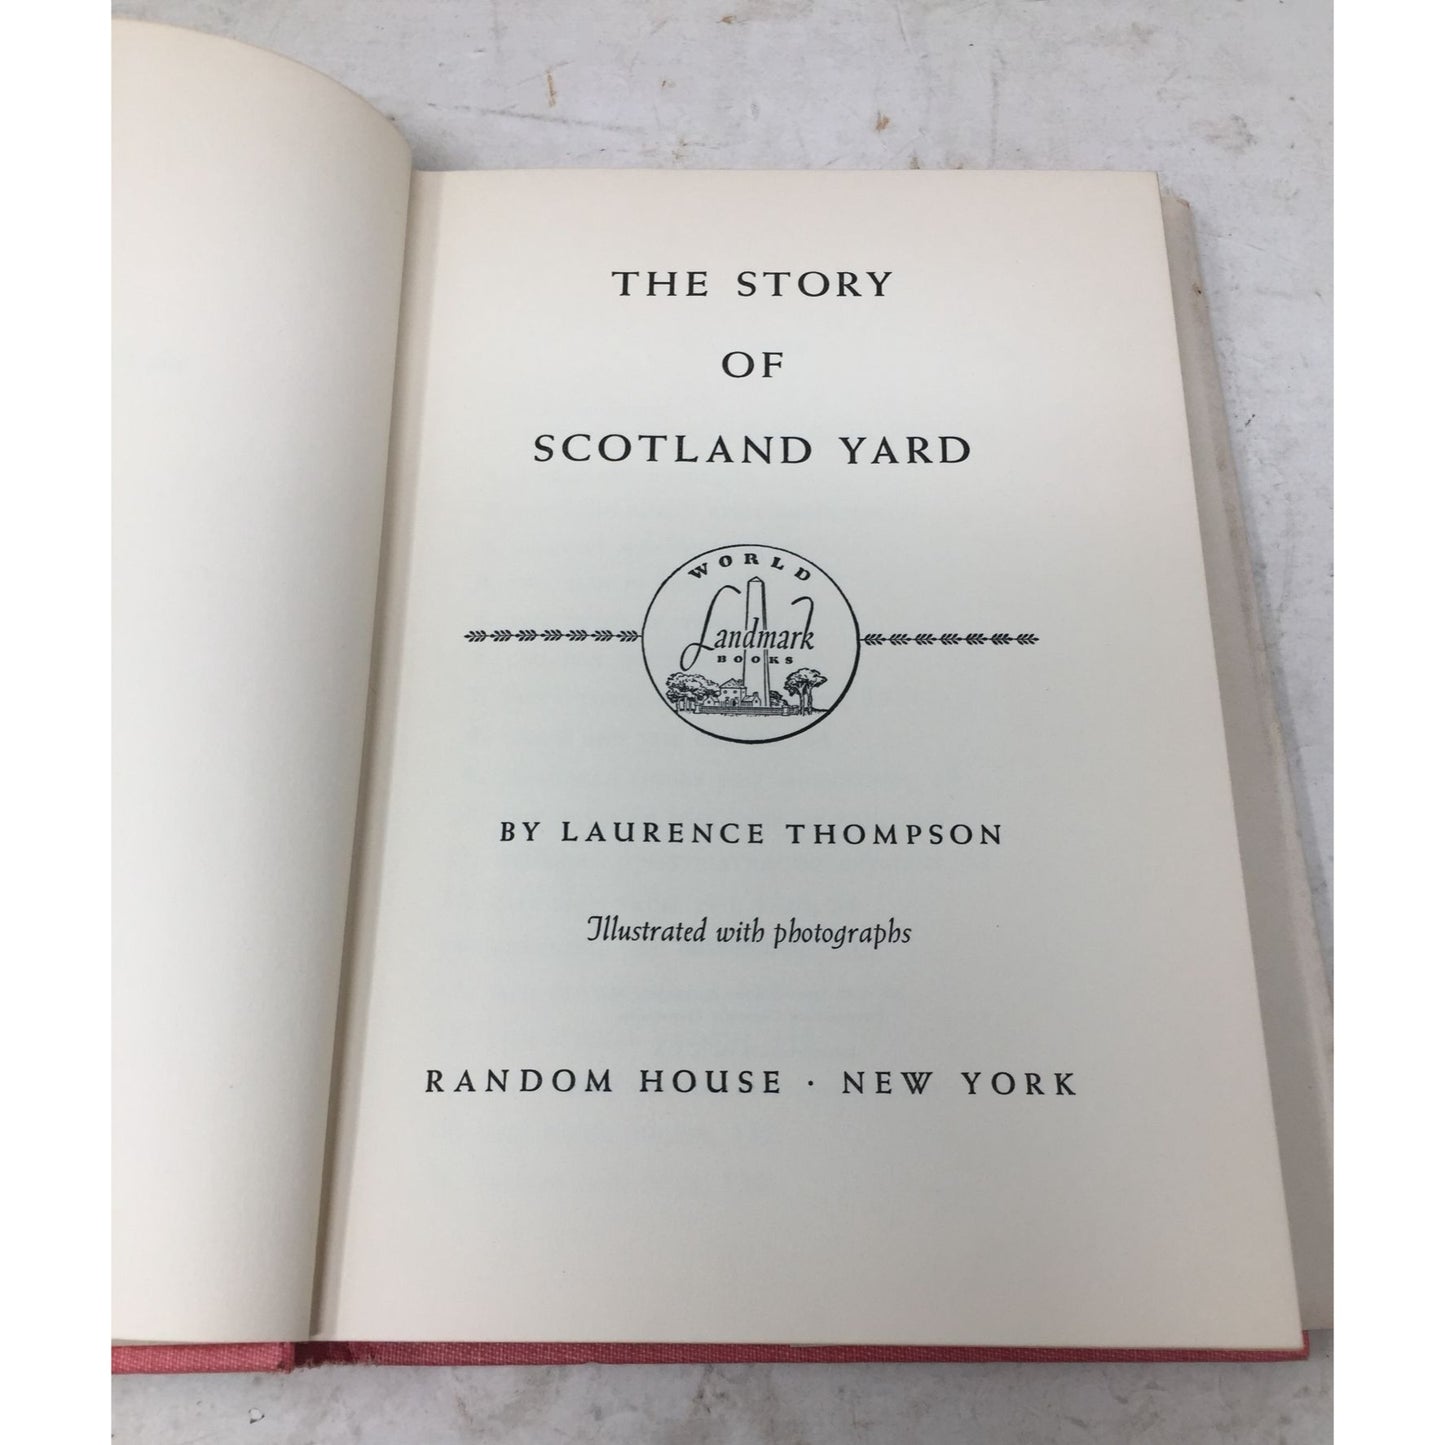 THE STORY
OF
SCOTLAND YARD
WORLD
Landmark
BOOKS
BY LAURENCE THOMPSON
Illustrated with photographs
RANDOM HOUSE · NEW YORK